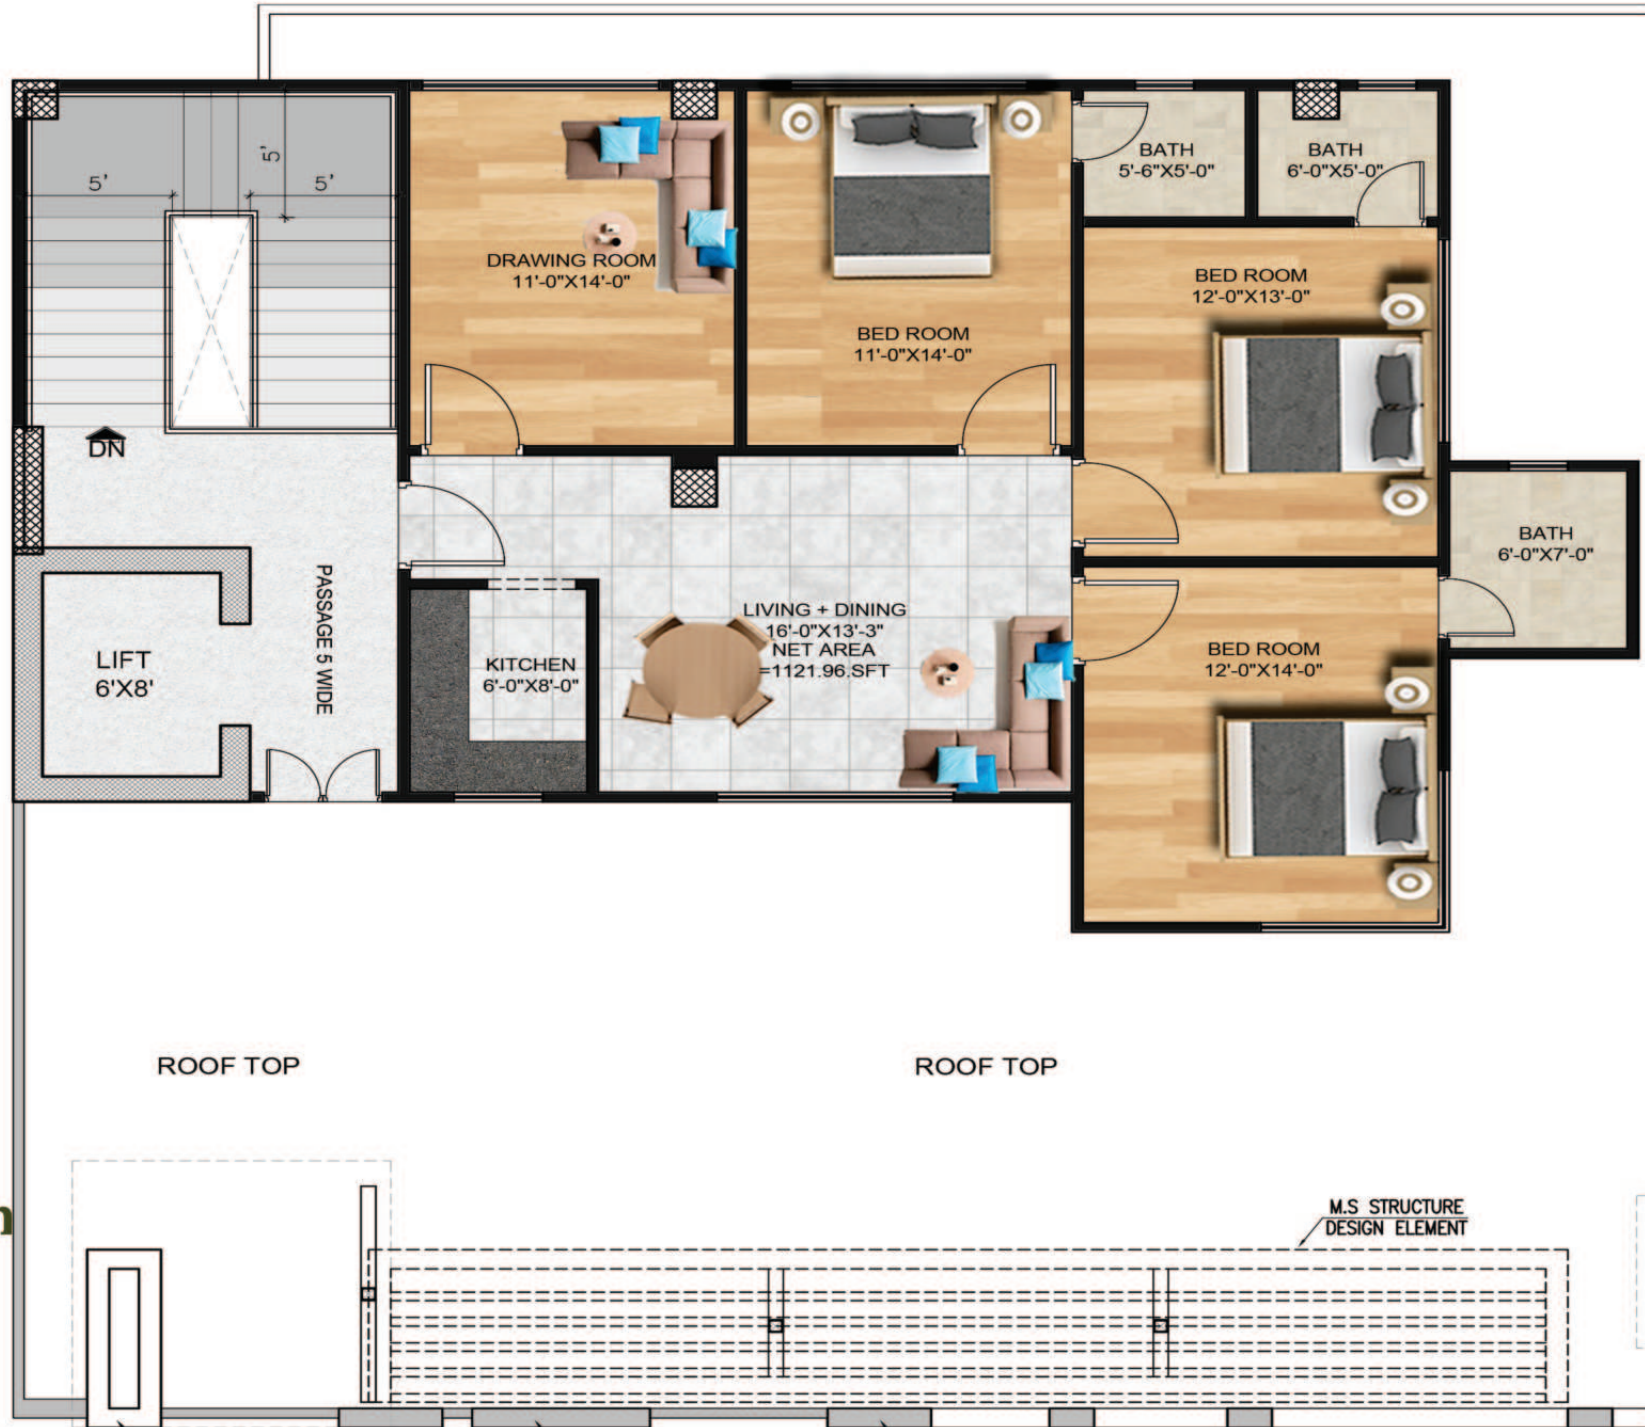 5'
5'
5'
DN
LIFT
6'X8'
PASSAGE 5 WIDE
DRAWING ROOM
11'-0"X14'-0"
BED ROOM
11'-0"X14'-0"
BATH
5'-6"X5'-0"
BATH
6'-0"X5'-0"
BED ROOM
12'-0"X13'-0"
BATH
6'-0"X7'-0"
KITCHEN
6'-0"X8'-0"
LIVING + DINING
16'-0"X13'-3"
NET AREA
=1121.96.SFT
BED ROOM
12'-0"X14'-0"
ROOF TOP
ROOF TOP
M.S STRUCTURE
DESIGN ELEMENT